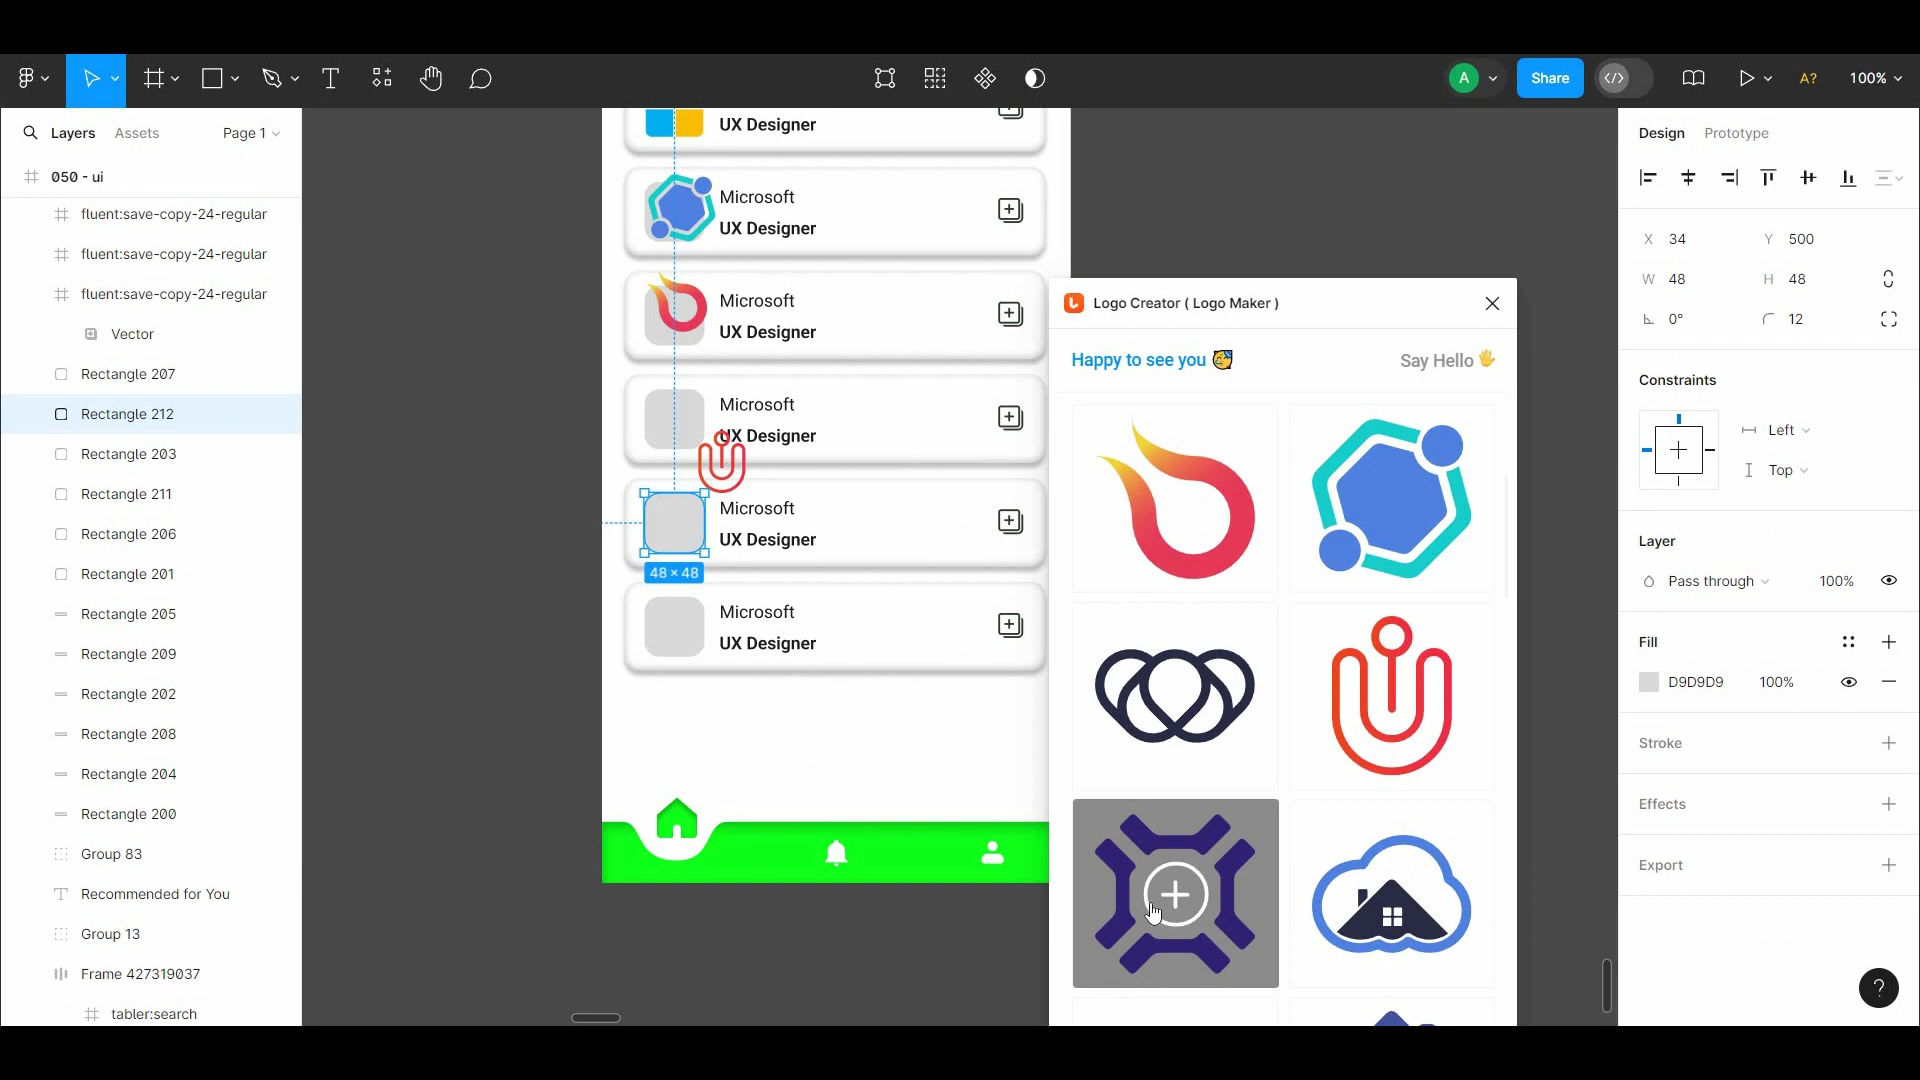 Share
A?
100%
Layers
Assets
Page 1
050 - ui
fluent:save-copy-24-regular
fluent:save-copy-24-regular
fluent:save-copy-24-regular
Vector
Rectangle 207
Rectangle 212
Rectangle 203
Rectangle 211
Rectangle 206
Rectangle 201
Rectangle 205
Rectangle 209
Rectangle 202
Rectangle 208
Rectangle 204
Rectangle 200
Group 83
Recommended for You
Group 13
Frame 427319037
tabler:search
UX Designer
Microsoft
UX Designer
Microsoft
UX Designer
Microsoft
UX Designer
Microsoft
UX Designer
48 × 48
Microsoft
UX Designer
Logo Creator ( Logo Maker )
Happy to see you
Say Hello
A
Design
Prototype
X 34
Y 500
W 48
H 48
0°
12
Constraints
Left
Top
Layer
Pass through
100%
Fill
D9D9D9
100%
Stroke
Effects
Export
?